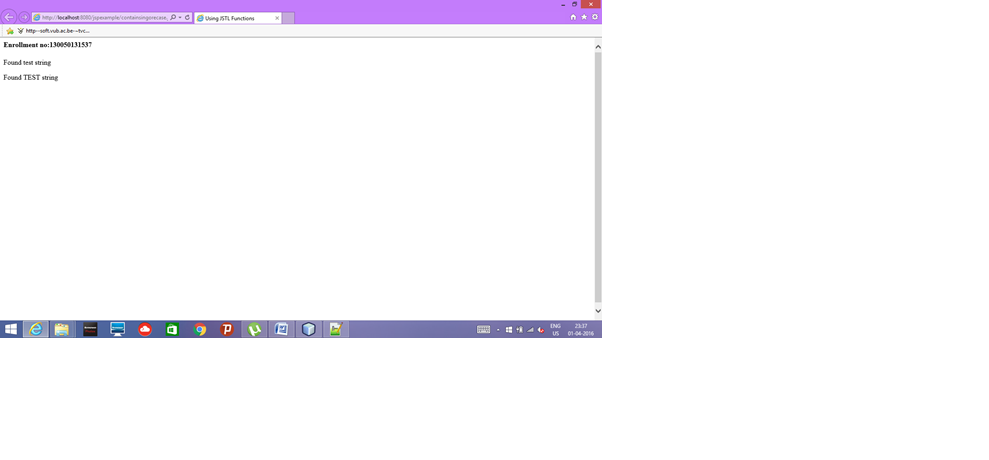 http://localhost:8080/jspexample/containsingorecase.
Using JSTL Functions
http--soft.vub.ac.be-~tvc...
Enrollment no:130050131537
Found test string
Found TEST string
ENG
US
23:37
01-04-2016